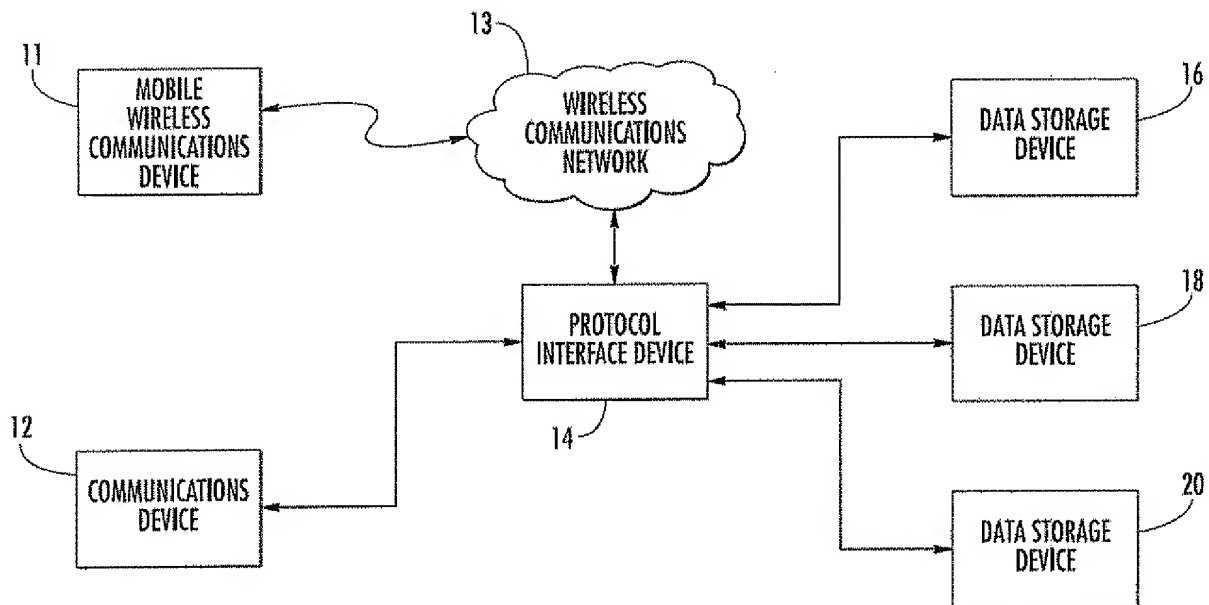 11
MOBILE
WIRELESS
COMMUNICATIONS
DEVICE
13
WIRELESS
COMMUNICATIONS
NETWORK
16
DATA STORAGE
DEVICE
PROTOCOL
INTERFACE DEVICE
14
18
DATA STORAGE
DEVICE
12
COMMUNICATIONS
DEVICE
20
DATA STORAGE
DEVICE